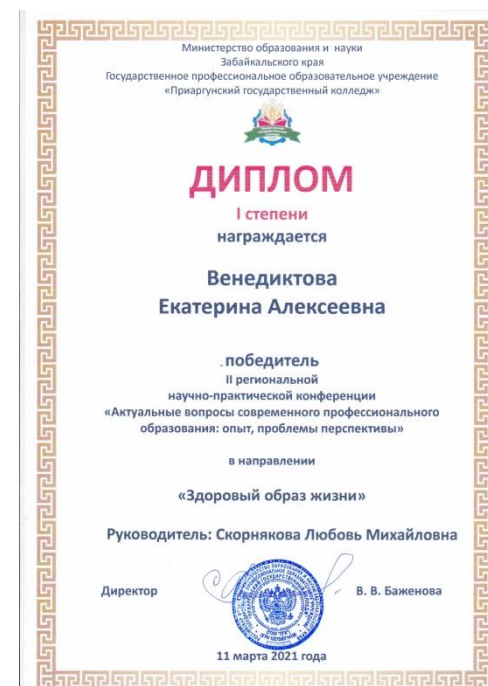 Министерство образования и науки
Забайкальского края
Государственное профессиональное образовательное учреждение
«Приаргунский государственный колледж»
ДИПЛОМ
I степени
награждается
Венедиктова
Екатерина Алексеевна
победитель
II региональной
научно-практической конференции
«Актуальные вопросы современного профессионального
образования: опыт, проблемы перспективы»
в направлении
«Здоровый образ жизни»
Руководитель: Скорнякова Любовь Михайловна
Директор
В. В. Баженова
11 марта 2021 года